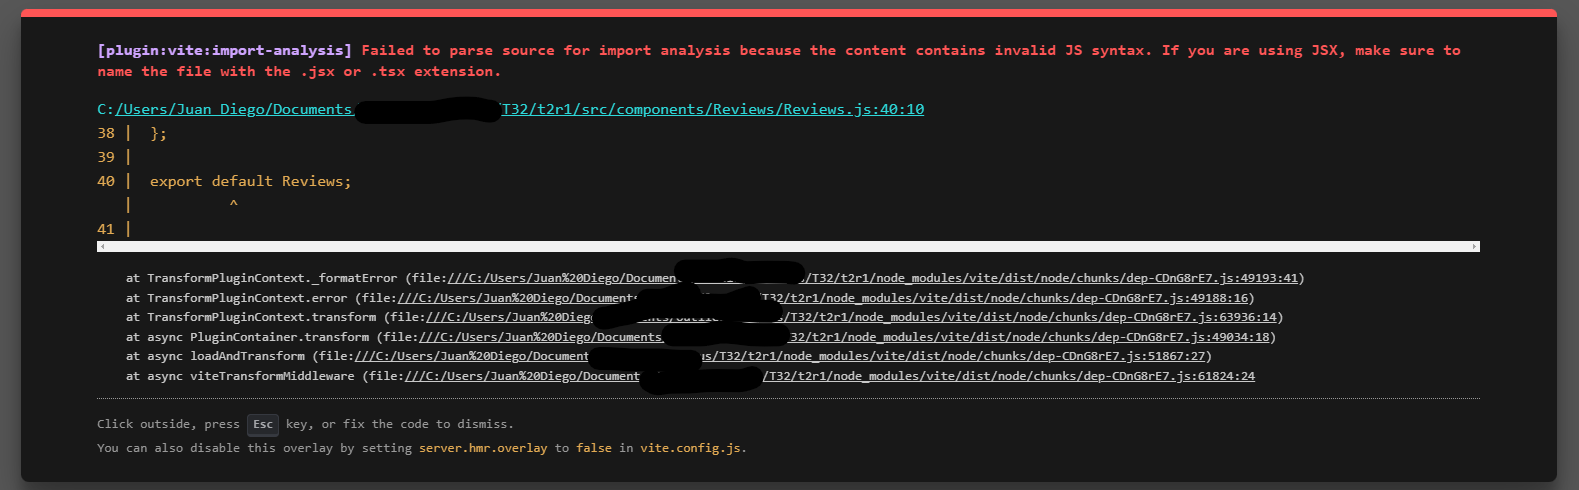 [plugin:vite:import-analysis] Failed to parse source for import analysis because the content contains invalid JS syntax. If you are using JSX, make sure to
name the file with the .jsx or .tsx extension.
C:/Users/Juan Diego/Documents /T32/t2r1/src/components/Reviews/Reviews.js:40:10
38 | };
39 |
40 | export default Reviews;
| ^
41 |
at TransformPluginContext._formatError (file:///C:/Users/Juan%20Diego/Documen /T32/t2r1/node_modules/vite/dist/node/chunks/dep-CDnG8rE7.js:49193:41)
at TransformPluginContext.error (file:///C:/Users/Juan%20Diego/Documents T32/t2r1/node_modules/vite/dist/node/chunks/dep-CDnG8rE7.js:49188:16)
at TransformPluginContext.transform (file:///C:/Users/Juan%20Diego /T32/t2r1/node_modules/vite/dist/node/chunks/dep-CDnG8rE7.js:63936:14)
at async PluginContainer.transform (file:///C:/Users/Juan%20Diego/Documents 32/t2r1/node_modules/vite/dist/node/chunks/dep-CDnG8rE7.js:49034:18)
at async loadAndTransform (file:///C:/Users/Juan%20Diego/Document us/T32/t2r1/node_modules/vite/dist/node/chunks/dep-CDnG8rE7.js:51867:27)
at async viteTransformMiddleware (file:///C:/Users/Juan%20Diego/Document /T32/t2r1/node_modules/vite/dist/node/chunks/dep-CDnG8rE7.js:61824:24
Click outside, press Esc key, or fix the code to dismiss.
You can also disable this overlay by setting server.hmr.overlay to false in vite.config.js.